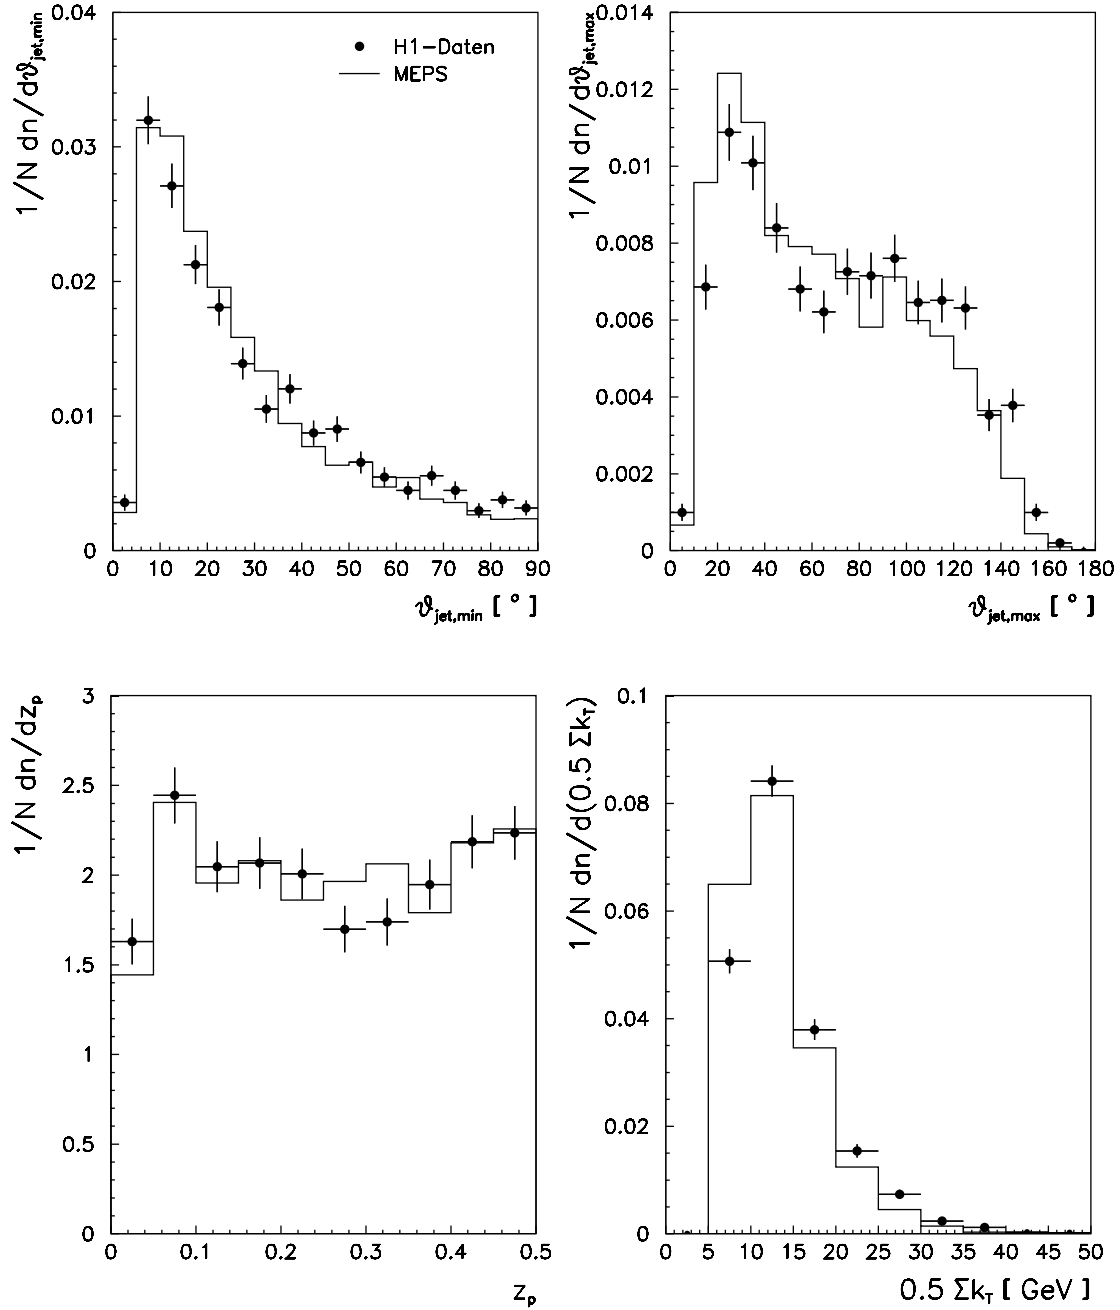 1/N dn/dϑjet,min
0.04
0.03
0.02
0.01
0
H1-Daten
MEPS
0 10 20 30 40 50 60 70 80 90
ϑjet,min [ ° ]
1/N dn/dϑjet,max
0.014
0.012
0.01
0.008
0.006
0.004
0.002
0
0 20 40 60 80 100 120 140 160 180
ϑjet,max [ ° ]
1/N dn/dzp
3
2.5
2
1.5
1
0.5
0
0 0.1 0.2 0.3 0.4 0.5
zp
1/N dn/d(0.5 ΣkT)
0.1
0.08
0.06
0.04
0.02
0
0 5 10 15 20 25 30 35 40 45 50
0.5 ΣkT [ GeV ]